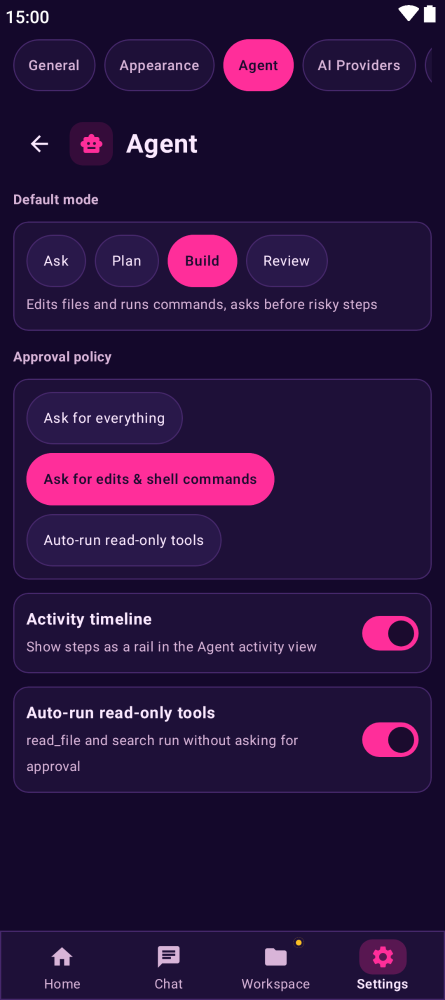 15:00
General
Appearance
Agent
AI Providers
Agent
Default mode
Ask
Plan
Build
Review
Edits files and runs commands, asks before risky steps
Approval policy
Ask for everything
Ask for edits & shell commands
Auto-run read-only tools
Activity timeline
Show steps as a rail in the Agent activity view
Auto-run read-only tools
read_file and search run without asking for
approval
Home
Chat
Workspace
Settings